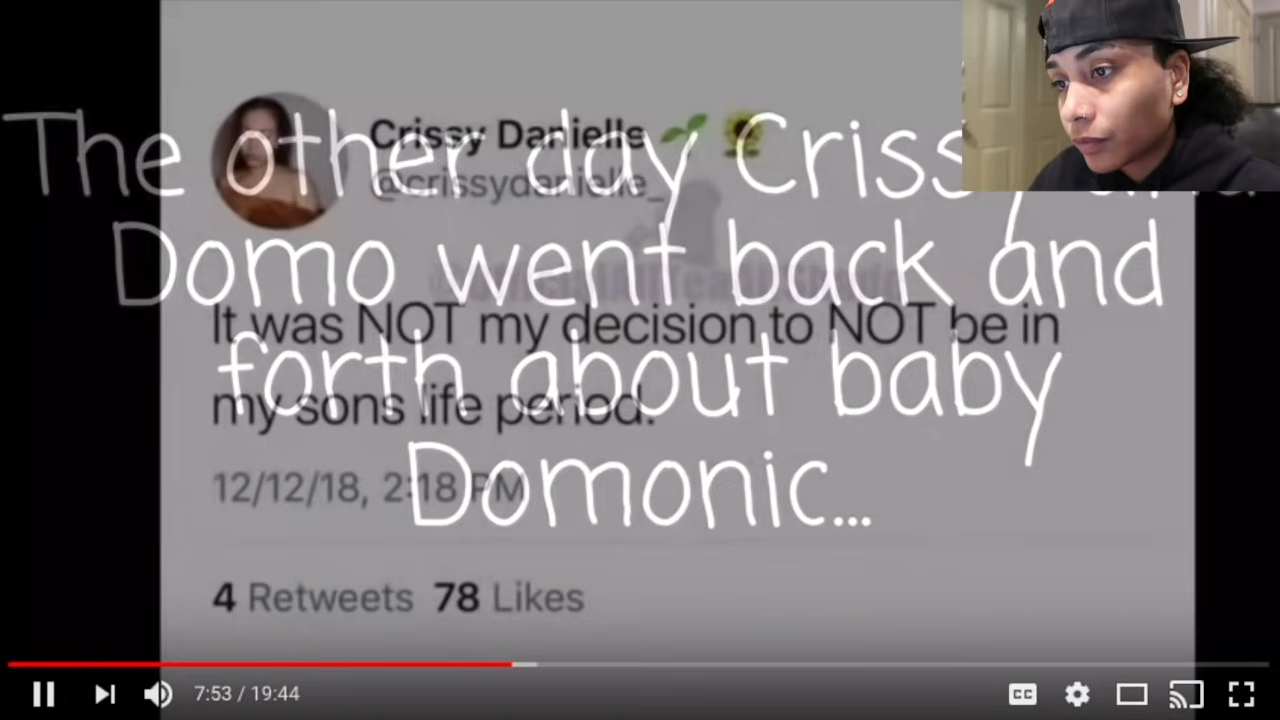 The other day Crissy and
Domo went back and
forth about baby
Domonic...
Crissy Danielle
@crissydanielle_
It was NOT my decision to NOT be in
my sons life period.
12/12/18, 2:18 PM
4 Retweets 78 Likes
7:53 / 19:44
CC